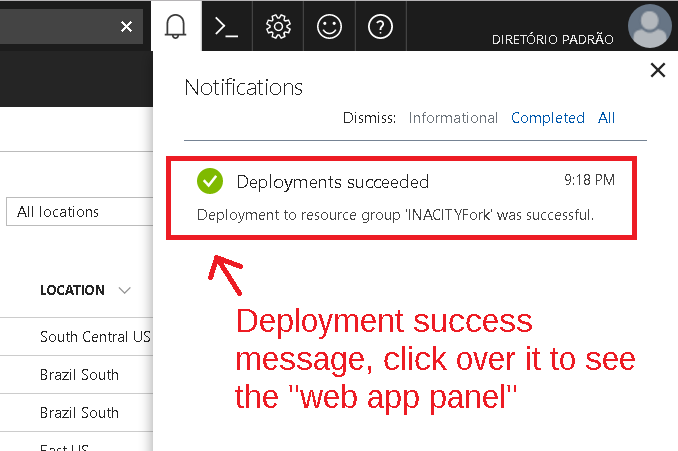 DIRETÓRIO PADRÃO
Notifications
Dismiss: Informational Completed All
Deployments succeeded 9:18 PM
Deployment to resource group 'INACITYFork' was successful.
All locations
LOCATION
South Central US
Brazil South
Brazil South
East US
Deployment success
message, click over it to see
the "web app panel"